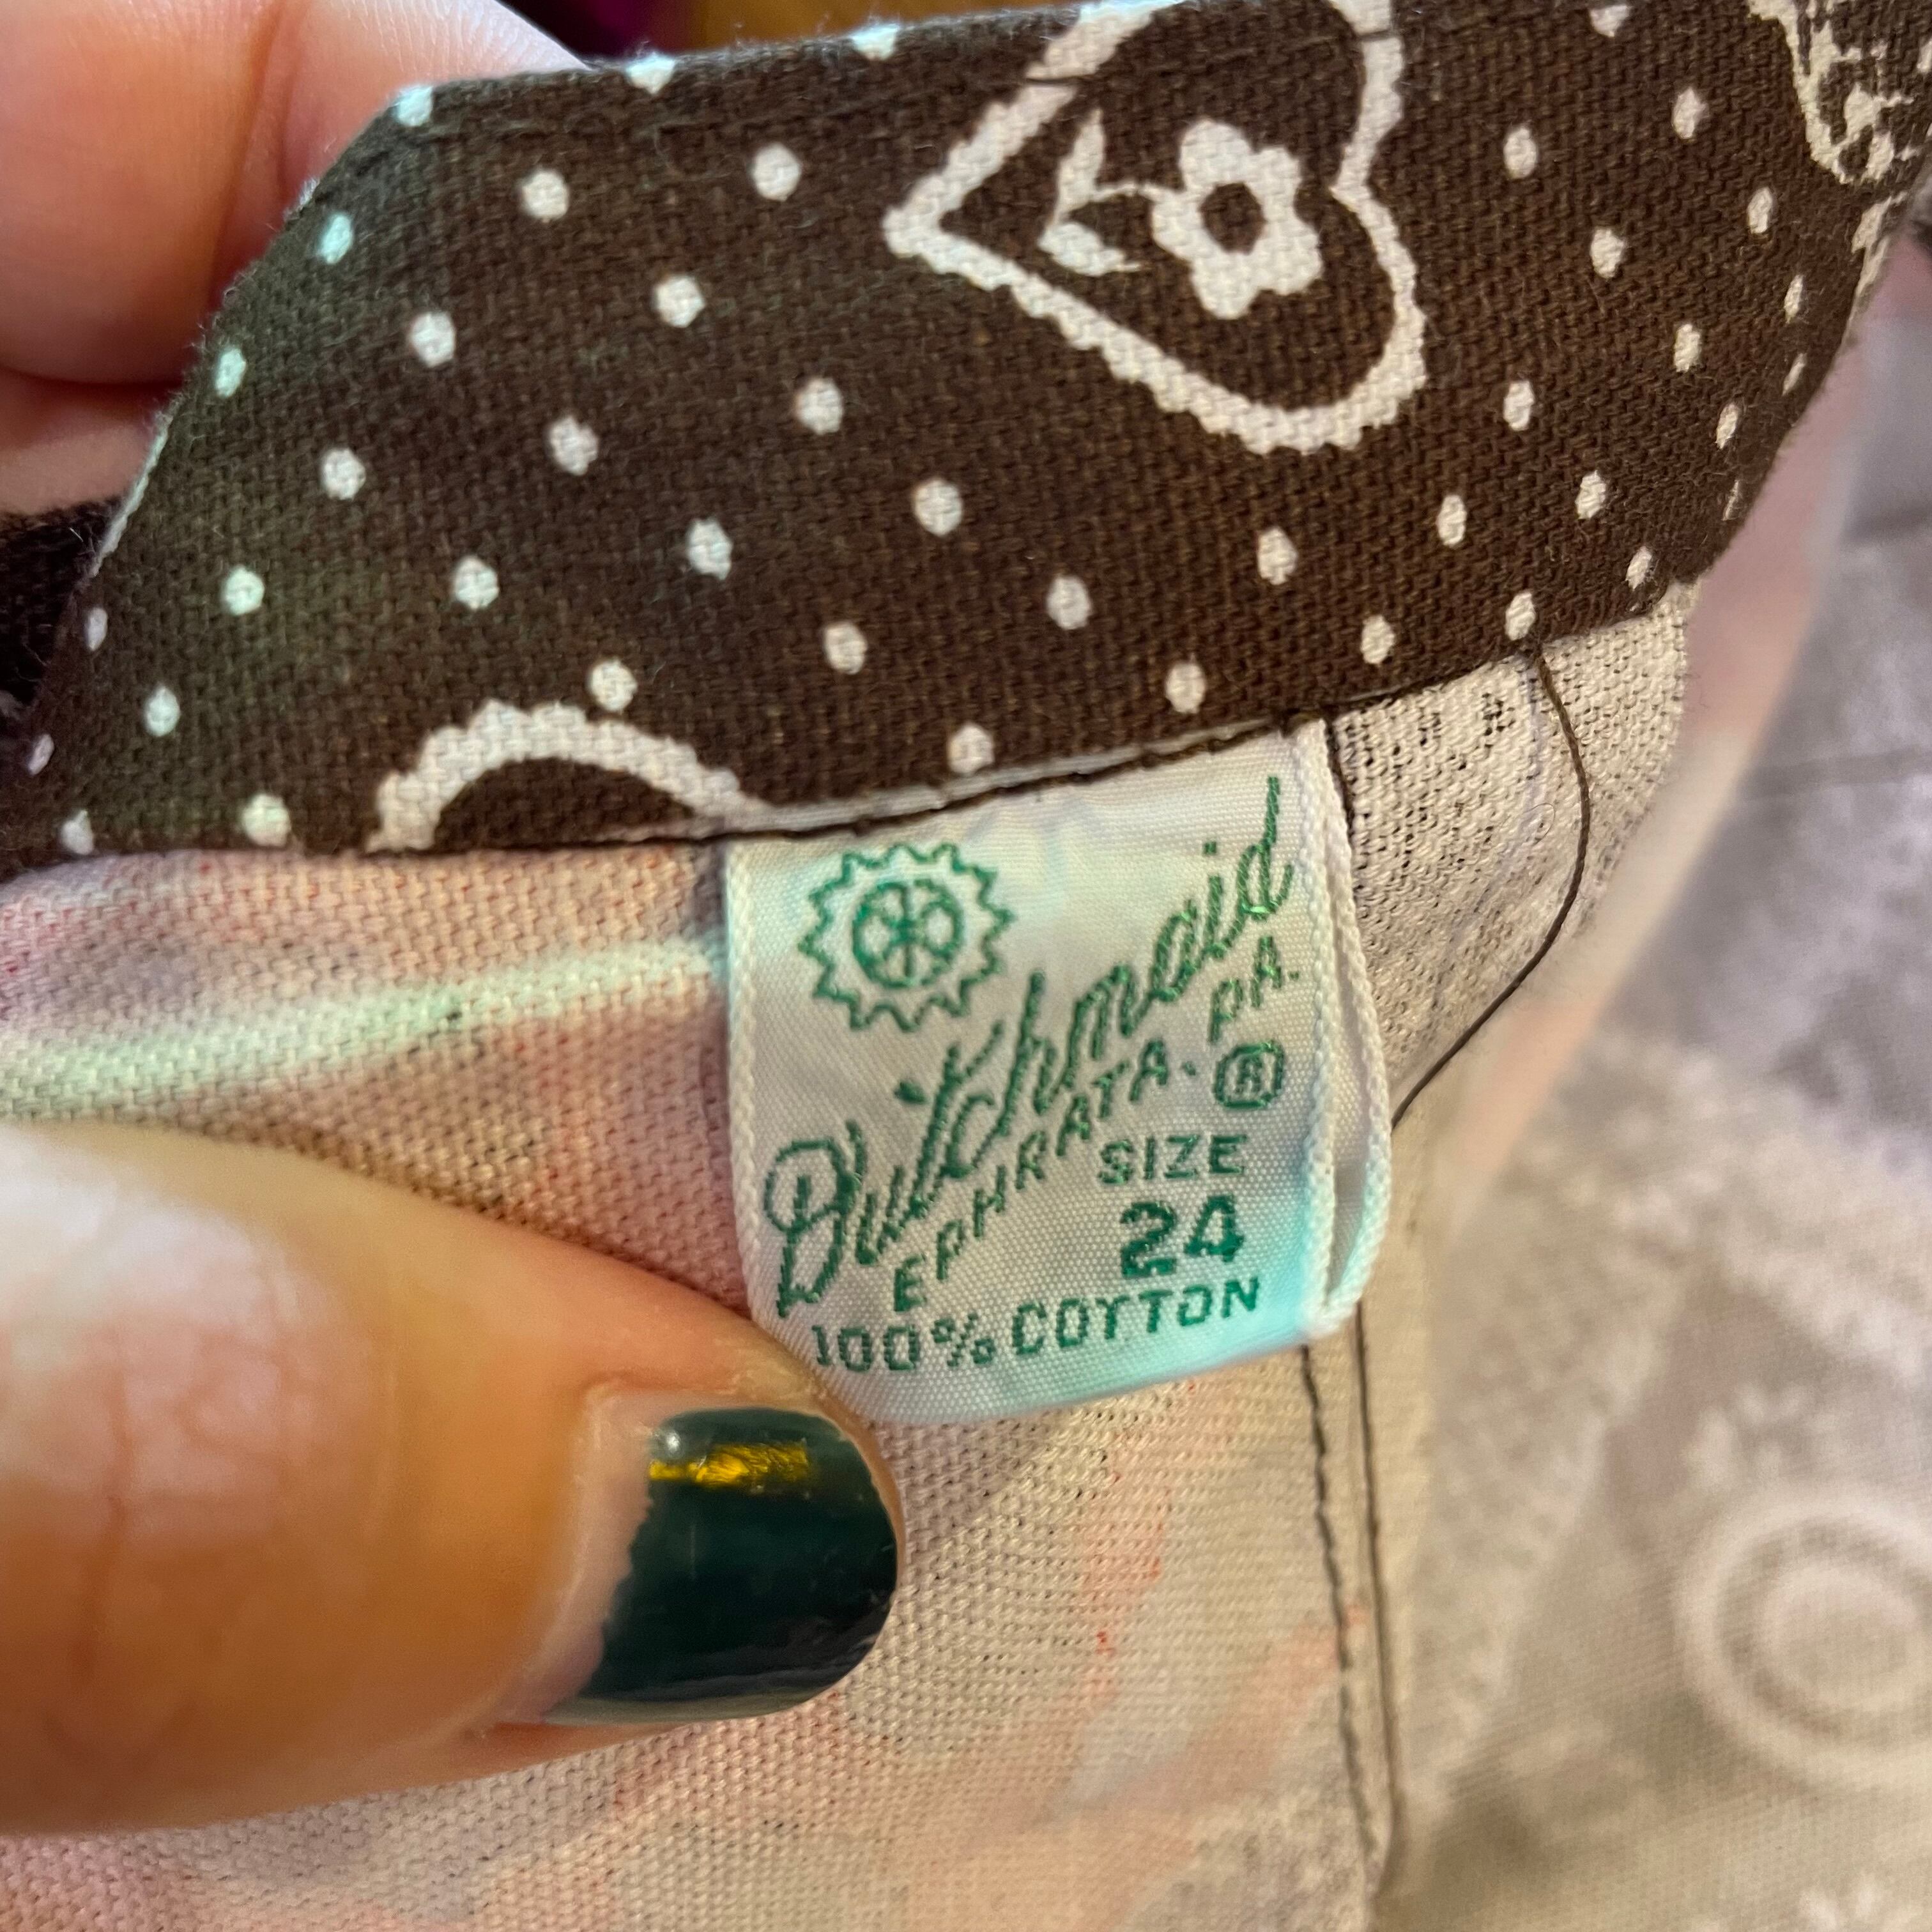 Dutchmaid
EPHRATA · PA.
®
SIZE
24
100% COTTON